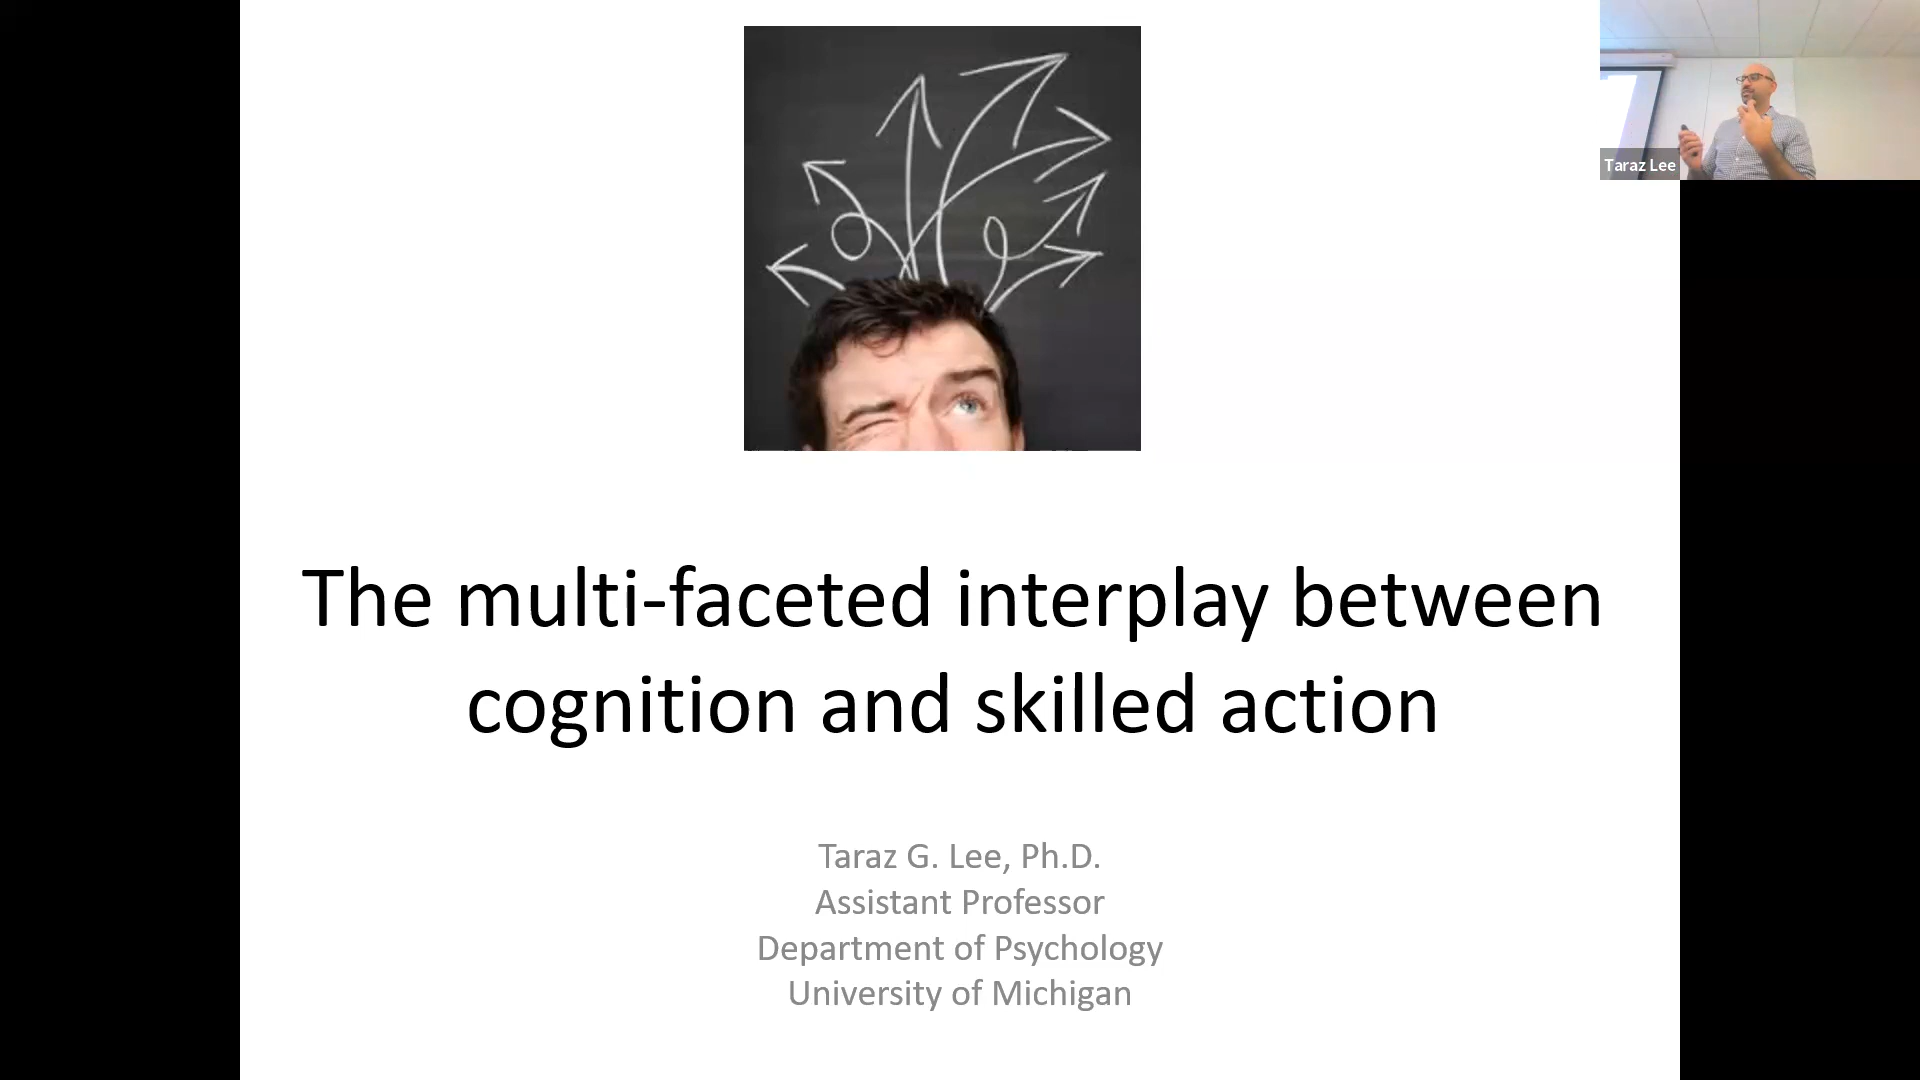 Taraz Lee
The multi-faceted interplay between
cognition and skilled action
Taraz G. Lee, Ph.D.
Assistant Professor
Department of Psychology
University of Michigan